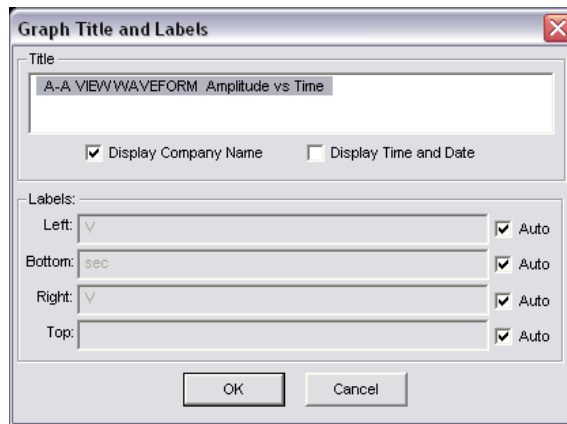 Graph Title and Labels
Title
A-A VIEW WAVEFORM Amplitude vs Time
Display Company Name Display Time and Date
Labels:
Left: V Auto
Bottom: sec Auto
Right: V Auto
Top: Auto
OK Cancel